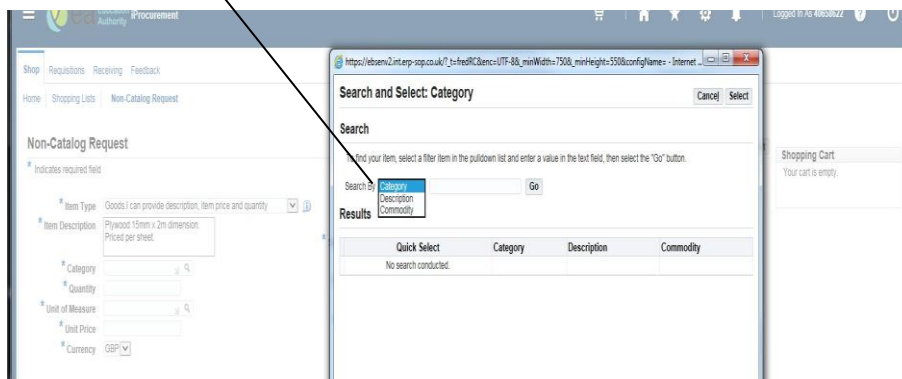 ea Authority iProcurement
Logged In As 40658622
Shop Requisitions Receiving Feedback
Home Shopping Lists Non-Catalog Request
Non-Catalog Request
* Indicates required field
* Item Type Goods.I can provide description, item price and quantity
* Item Description Plywood 15mm x 2m dimension.
Priced per sheet.
* Category
* Quantity
* Unit of Measure
* Unit Price
* Currency GBP
https://ebsenv2.int.erp-sop.co.uk/?_t=fredRC&enc=UTF-8&_minWidth=750&_minHeight=550&configName= - Internet ...
Search and Select: Category
Cancel Select
Search
To find your item, select a filter item in the pulldown list and enter a value in the text field, then select the "Go" button.
Search By Category Go
Description
Commodity
Results
Quick Select Category Description Commodity
No search conducted.
Shopping Cart
Your cart is empty.